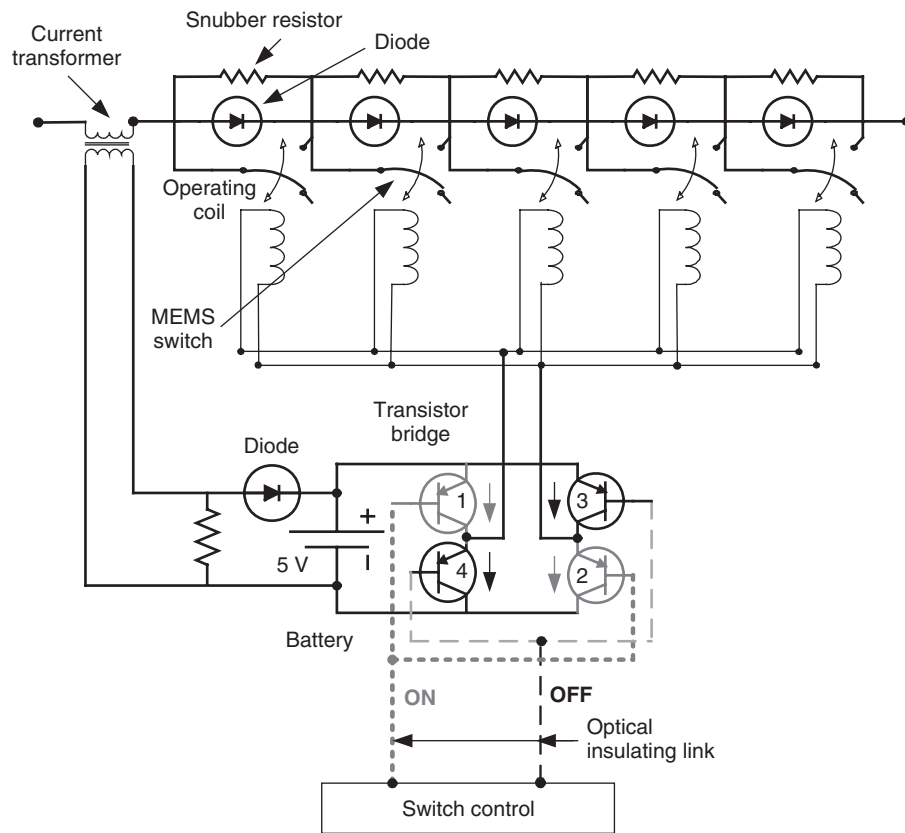 Snubber resistor
Current
transformer
Diode
Operating
coil
MEMS
switch
Transistor
bridge
Diode
1
3
+
5 V
4
2
Battery
ON
OFF
Optical
insulating link
Switch control